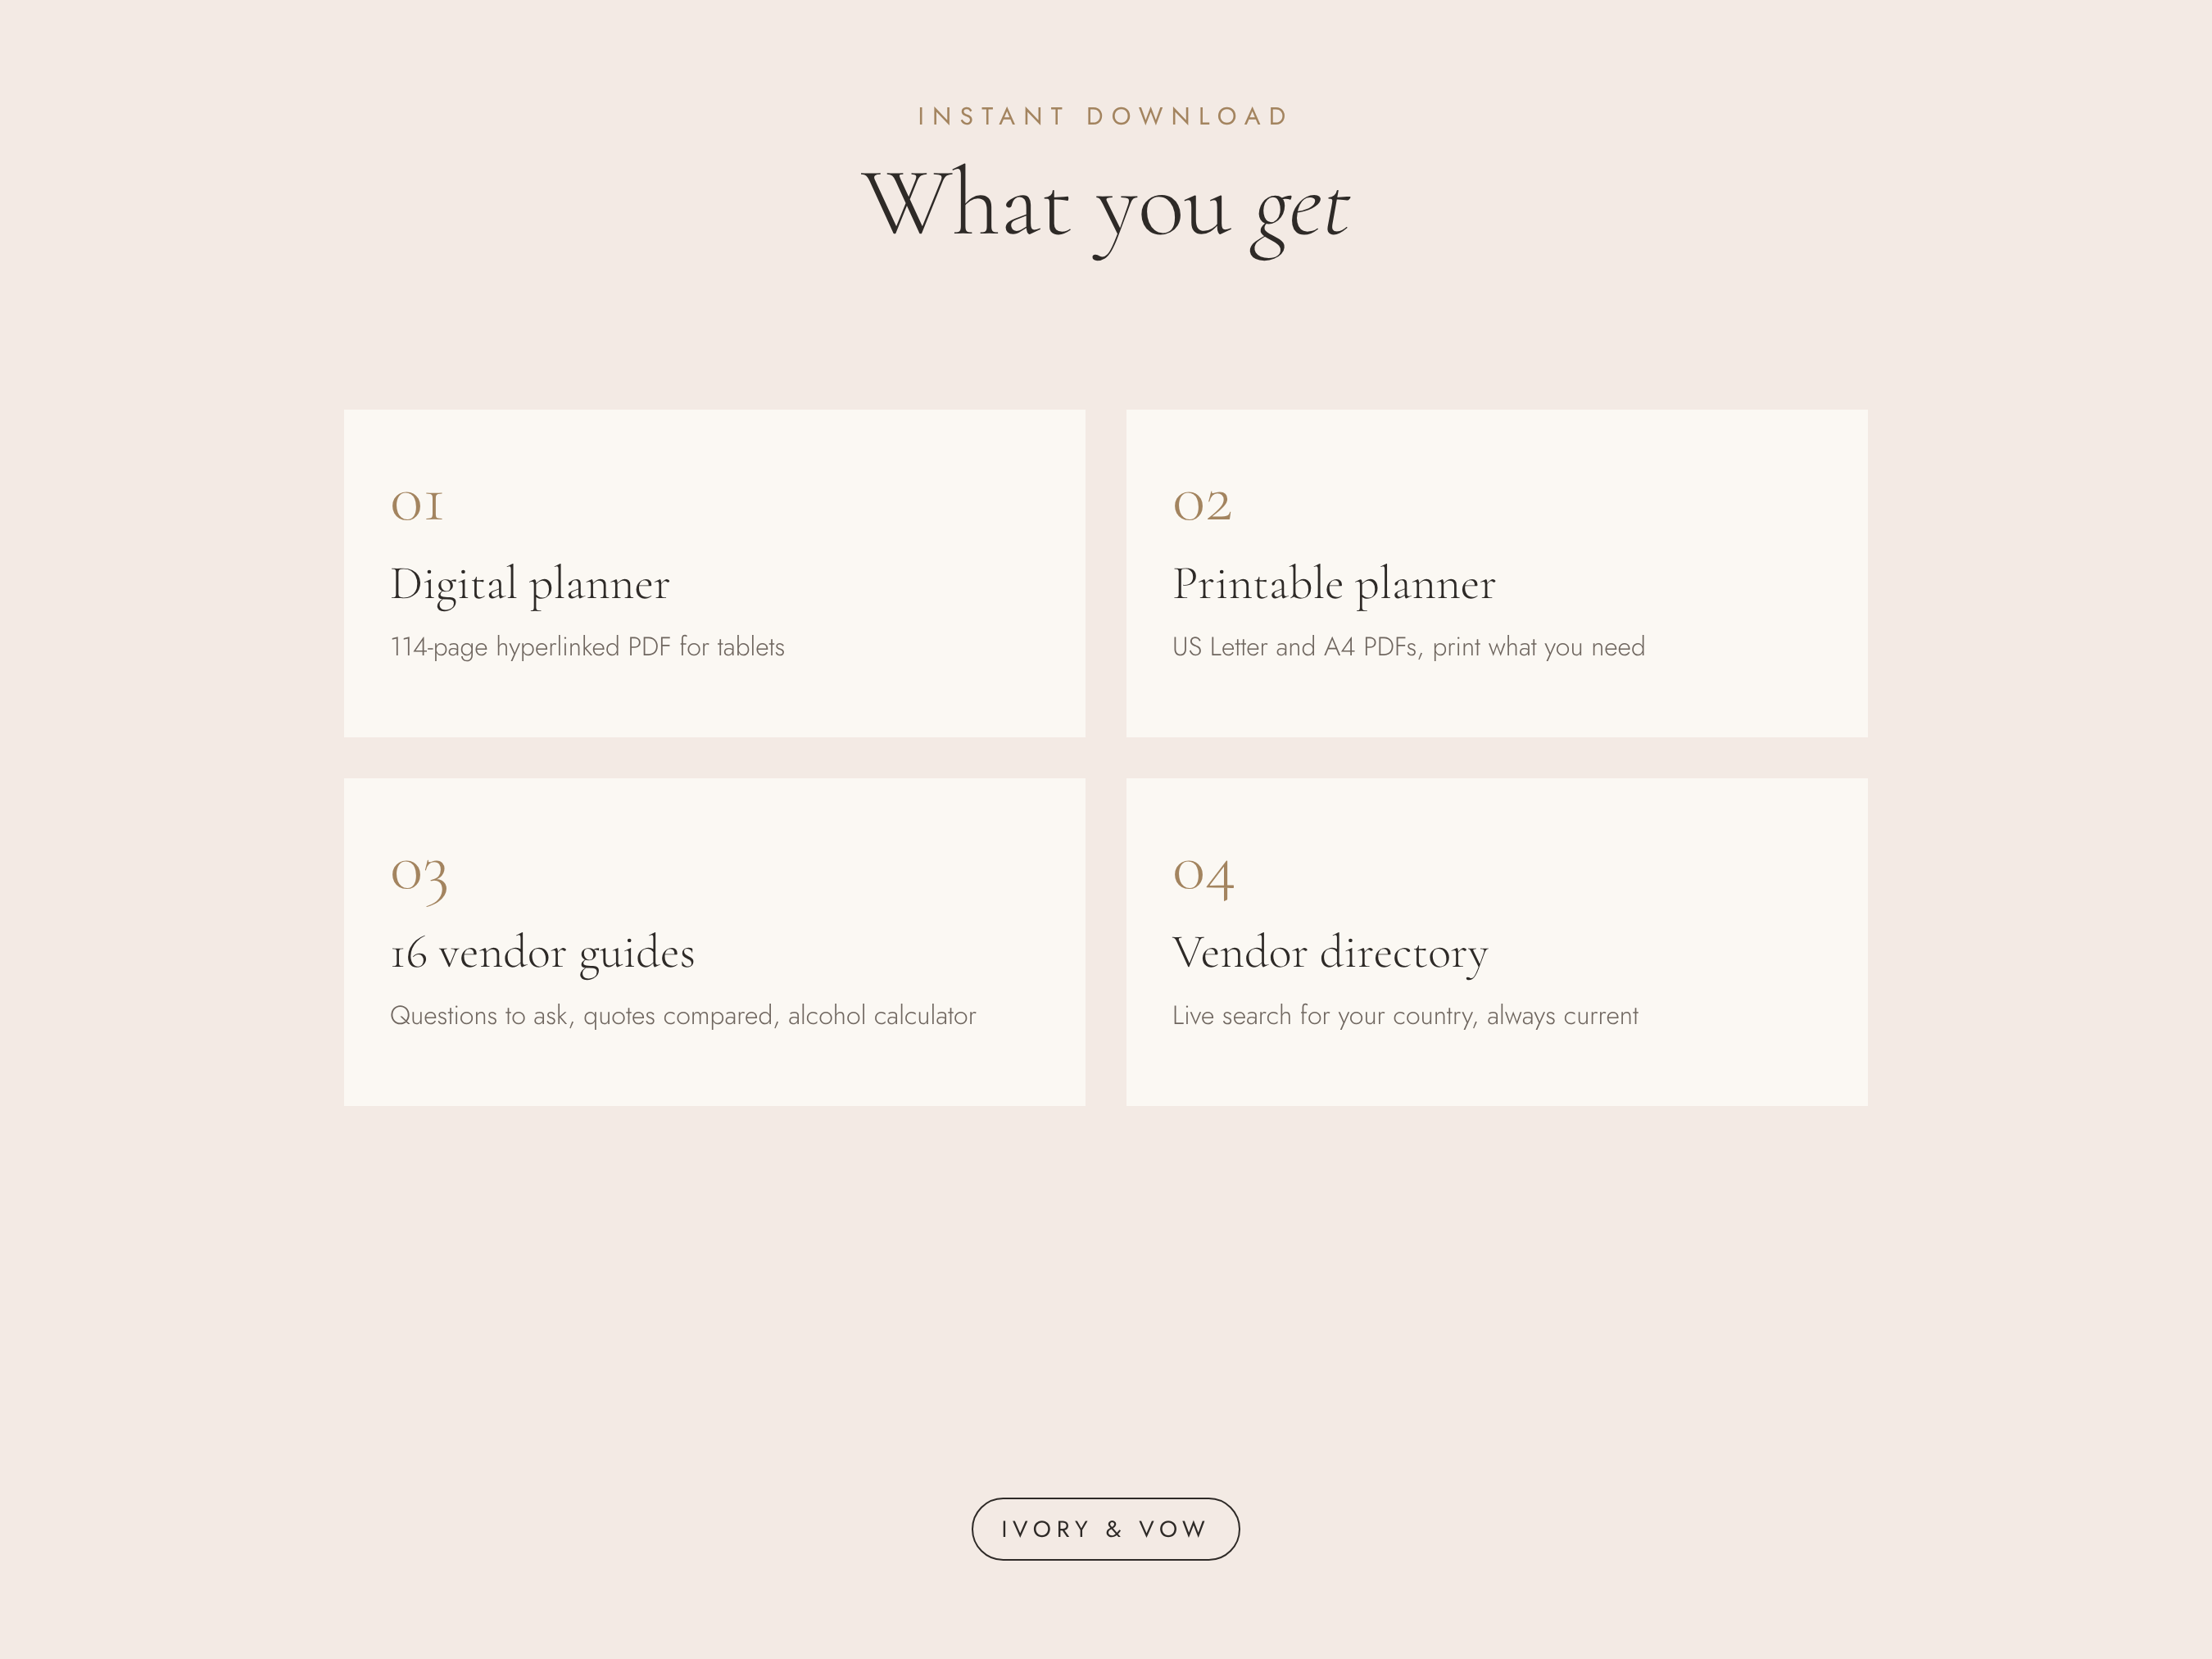 INSTANT DOWNLOAD
What you get
01
Digital planner
114-page hyperlinked PDF for tablets
02
Printable planner
US Letter and A4 PDFs, print what you need
03
16 vendor guides
Questions to ask, quotes compared, alcohol calculator
04
Vendor directory
Live search for your country, always current
IVORY & VOW